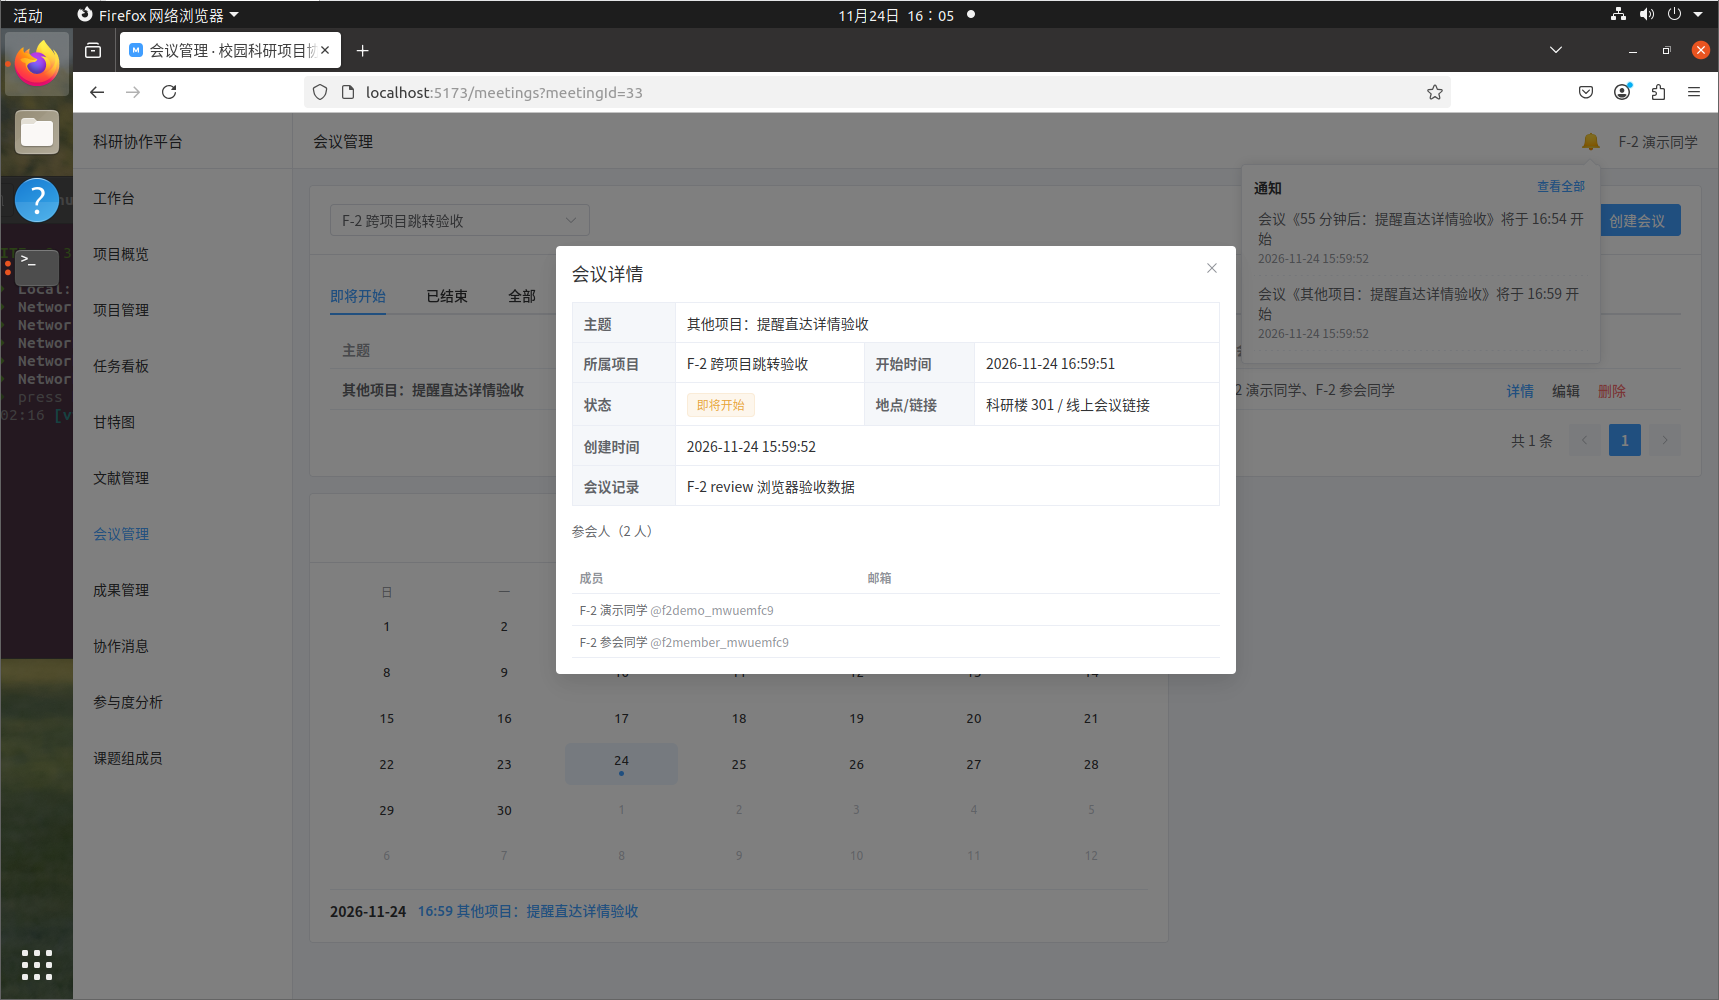 活动
Firefox 网络浏览器
11月24日 16：05
会议管理 · 校园科研项目协
localhost:5173/meetings?meetingId=33
科研协作平台
会议管理
F-2 演示同学
工作台
项目概览
项目管理
任务看板
甘特图
文献管理
会议管理
成果管理
协作消息
参与度分析
课题组成员
Local:
Networ
Networ
Networ
Networ
Networ
press
02:16 [v
F-2 跨项目跳转验收
创建会议
通知
查看全部
会议《55 分钟后：提醒直达详情验收》将于 16:54 开
始
2026-11-24 15:59:52
会议《其他项目：提醒直达详情验收》将于 16:59 开
始
2026-11-24 15:59:52
即将开始 已结束 全部
主题
其他项目：提醒直达详情验收
2 演示同学、F-2 参会同学
详情 编辑 删除
共 1 条
1
会议详情
主题 其他项目：提醒直达详情验收
所属项目 F-2 跨项目跳转验收 开始时间 2026-11-24 16:59:51
状态 即将开始 地点/链接 科研楼 301 / 线上会议链接
创建时间 2026-11-24 15:59:52
会议记录 F-2 review 浏览器验收数据
参会人（2 人）
成员 邮箱
F-2 演示同学 @f2demo_mwuemfc9
F-2 参会同学 @f2member_mwuemfc9
日 一
1 2
8 9
15 16 17 18 19 20 21
22 23 24 25 26 27 28
29 30 1 2 3 4 5
6 7 8 9 10 11 12
2026-11-24 16:59 其他项目：提醒直达详情验收